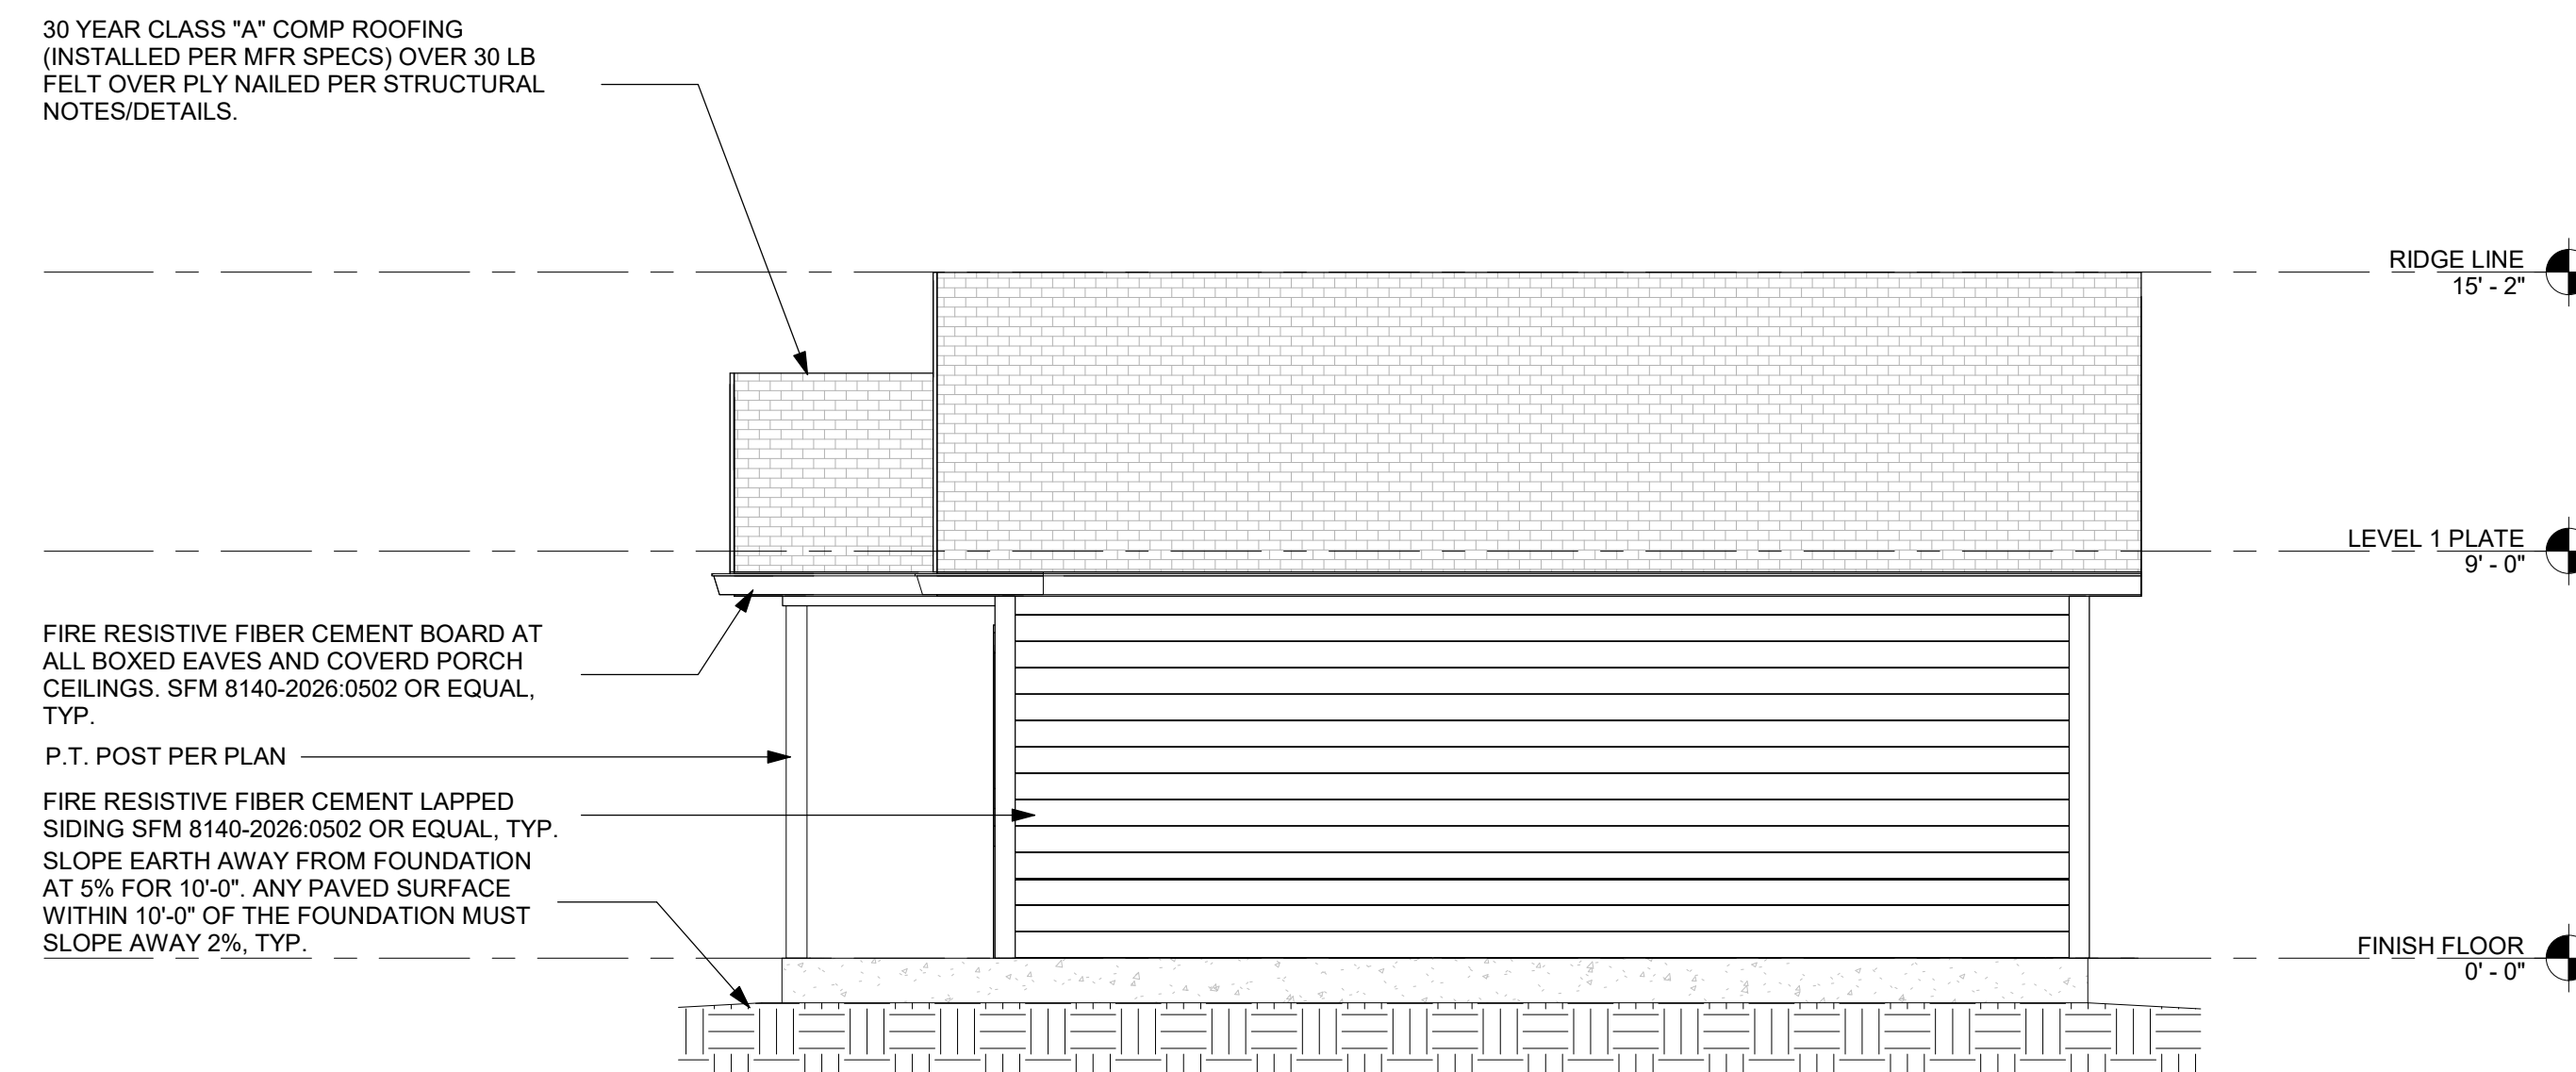 30 YEAR CLASS "A" COMP ROOFING
(INSTALLED PER MFR SPECS) OVER 30 LB
FELT OVER PLY NAILED PER STRUCTURAL
NOTES/DETAILS.
RIDGE LINE
15' - 2"
LEVEL 1 PLATE
9' - 0"
FIRE RESISTIVE FIBER CEMENT BOARD AT
ALL BOXED EAVES AND COVERD PORCH
CEILINGS. SFM 8140-2026:0502 OR EQUAL,
TYP.
P.T. POST PER PLAN
FIRE RESISTIVE FIBER CEMENT LAPPED
SIDING SFM 8140-2026:0502 OR EQUAL, TYP.
SLOPE EARTH AWAY FROM FOUNDATION
AT 5% FOR 10'-0". ANY PAVED SURFACE
WITHIN 10'-0" OF THE FOUNDATION MUST
SLOPE AWAY 2%, TYP.
FINISH FLOOR
0' - 0"